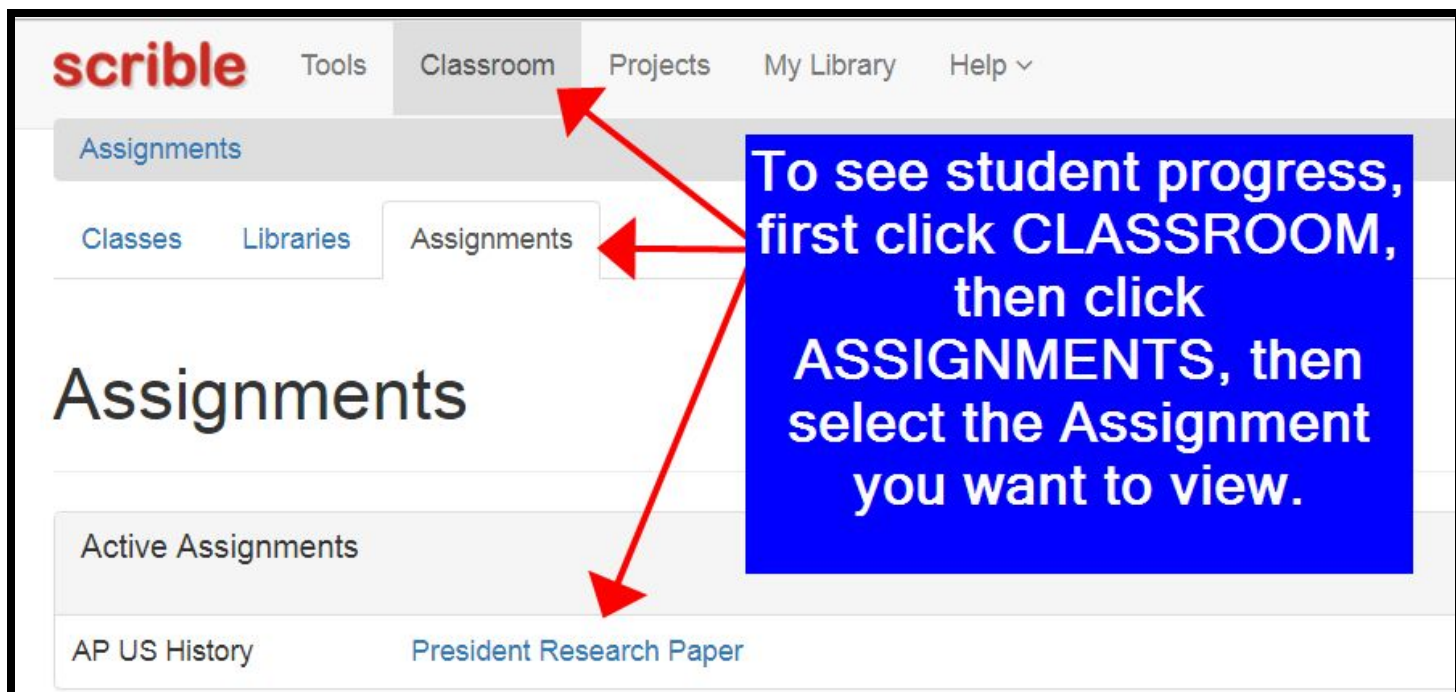 scrible Tools Classroom Projects My Library Help
Assignments
Classes Libraries Assignments
To see student progress,
first click CLASSROOM,
then click
ASSIGNMENTS, then
select the Assignment
you want to view.
Assignments
Active Assignments
AP US History President Research Paper